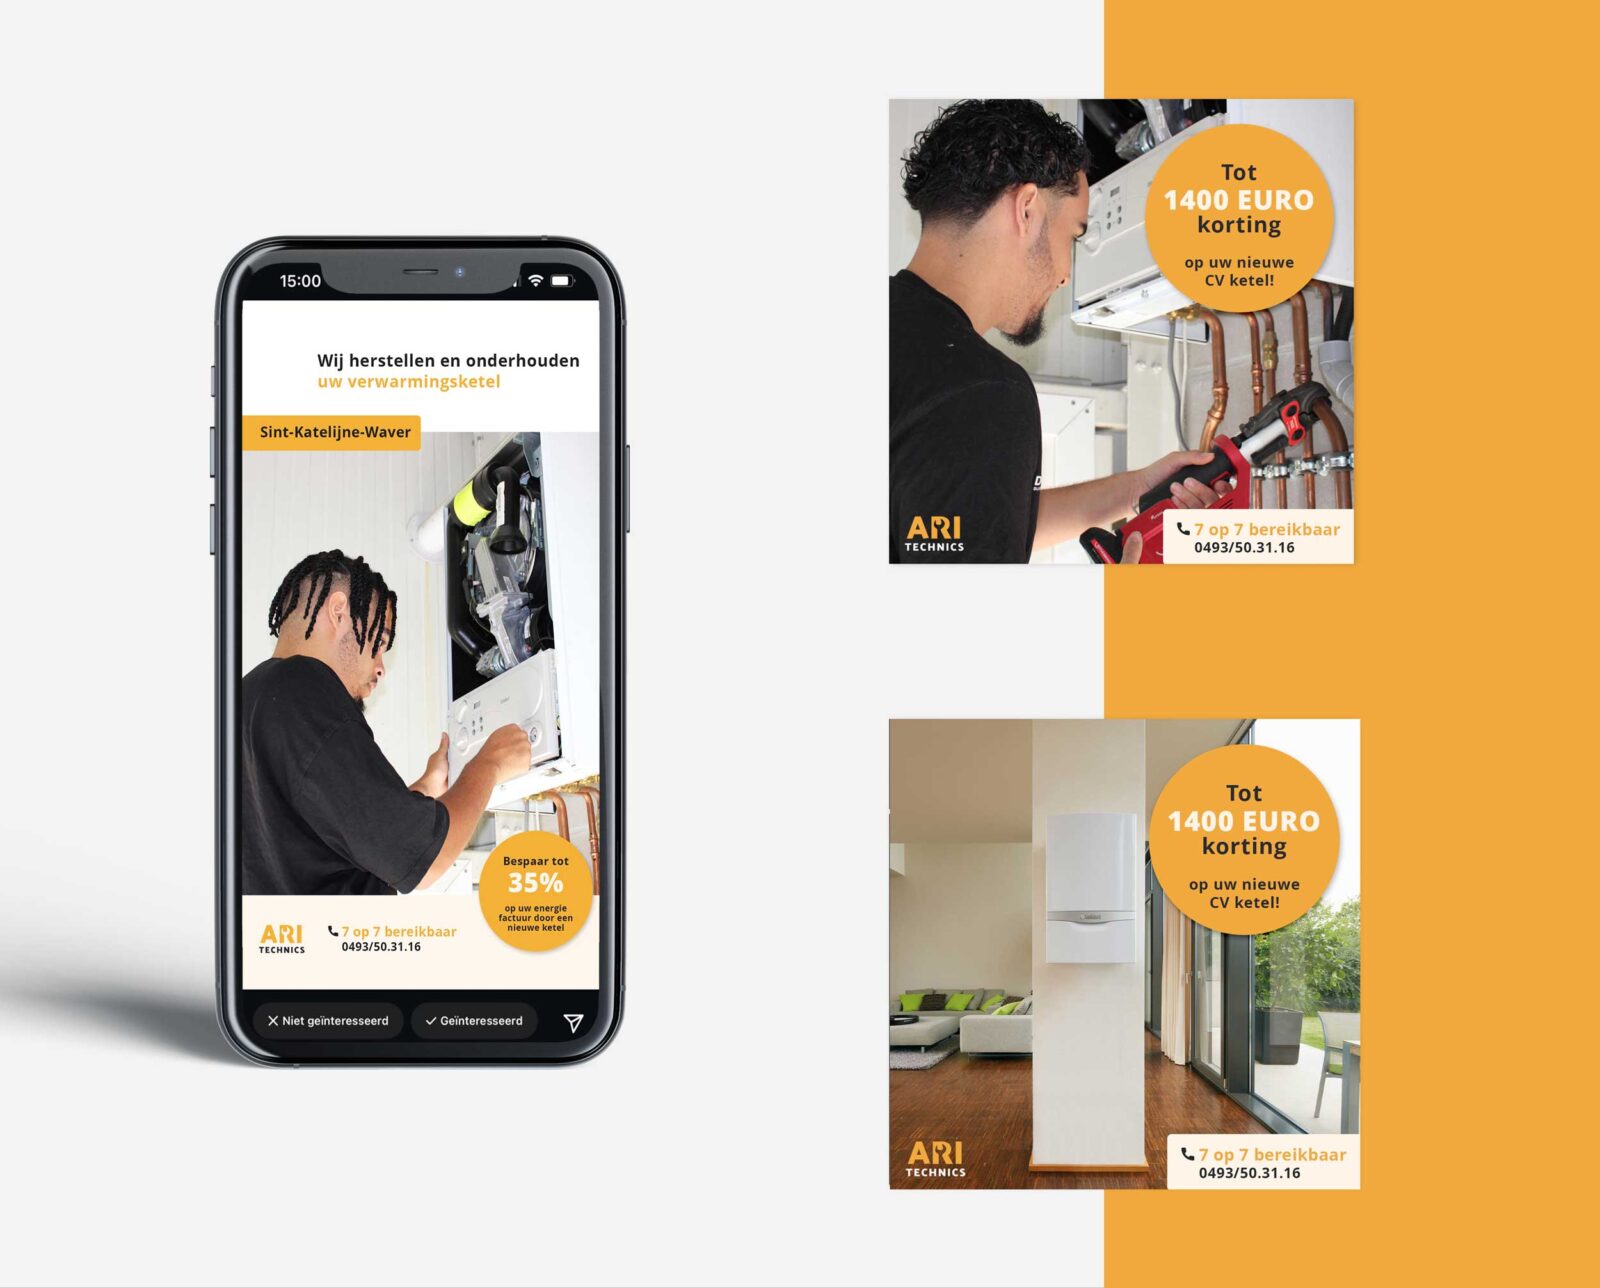 15:00
Wij herstellen en onderhouden
uw verwarmingsketel
Sint-Katelijne-Waver
Bespaar tot
35%
op uw energie
factuur door een
nieuwe ketel
ARI
TECHNICS
7 op 7 bereikbaar
0493/50.31.16
Niet geïnteresseerd
Geïnteresseerd
Tot
1400 EURO
korting
op uw nieuwe
CV ketel!
ARI
TECHNICS
7 op 7 bereikbaar
0493/50.31.16
Tot
1400 EURO
korting
op uw nieuwe
CV ketel!
ARI
TECHNICS
7 op 7 bereikbaar
0493/50.31.16